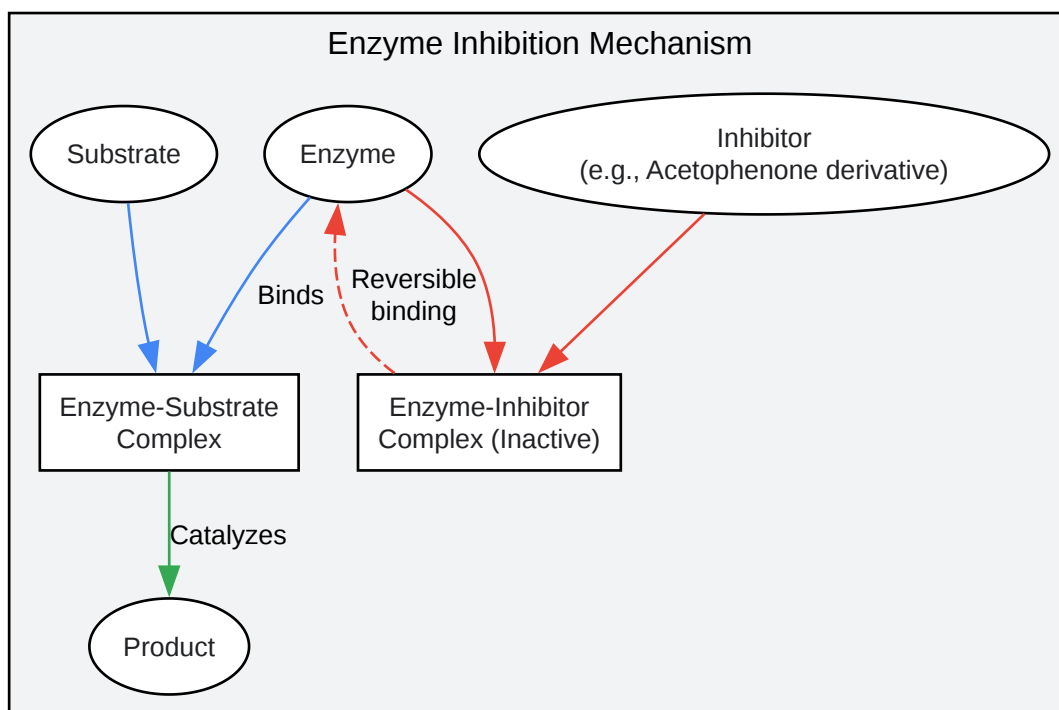 Enzyme Inhibition Mechanism
Substrate
Enzyme
Inhibitor
(e.g., Acetophenone derivative)
Binds
Reversible
binding
Enzyme-Substrate
Complex
Enzyme-Inhibitor
Complex (Inactive)
Catalyzes
Product